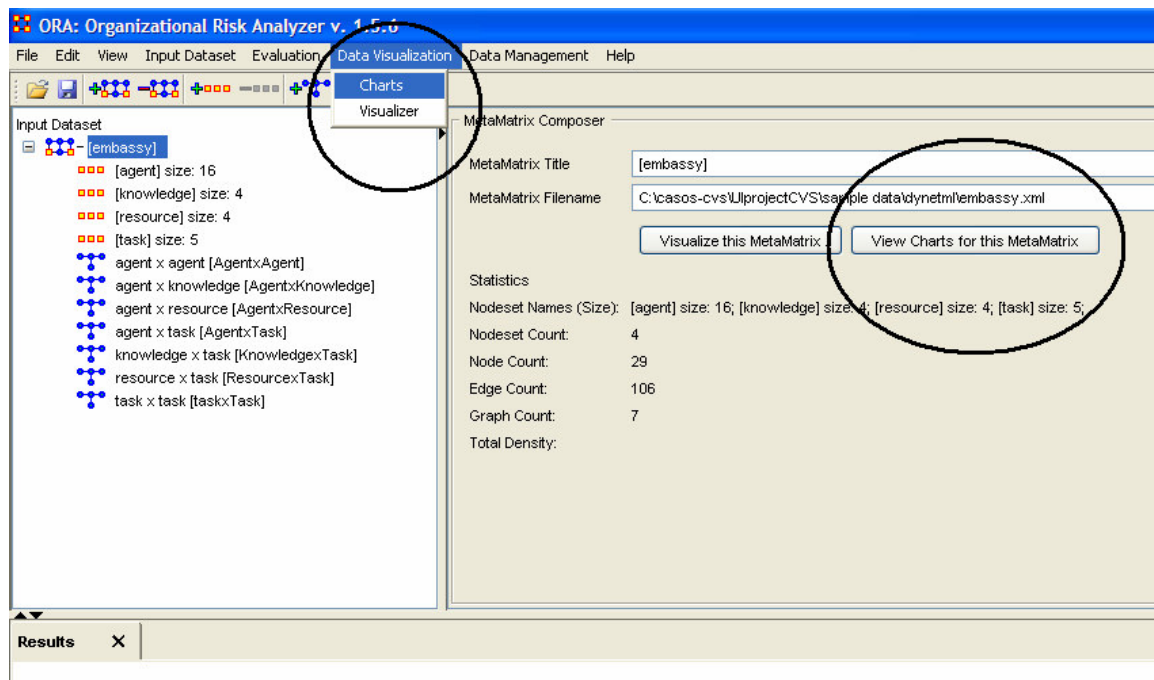 ORA: Organizational Risk Analyzer v. 1.5.6
File Edit View Input Dataset Evaluation Data Visualization Data Management Help
Charts
Visualizer
Input Dataset
[embassy]
[agent] size: 16
[knowledge] size: 4
[resource] size: 4
[task] size: 5
agent x agent [AgentxAgent]
agent x knowledge [AgentxKnowledge]
agent x resource [AgentxResource]
agent x task [AgentxTask]
knowledge x task [KnowledgexTask]
resource x task [ResourcexTask]
task x task [taskxTask]
MetaMatrix Composer
MetaMatrix Title [embassy]
MetaMatrix Filename C:\casos-cvs\UIprojectCVS\sample data\dynetml\embassy.xml
Visualize this MetaMatrix View Charts for this MetaMatrix
Statistics
Nodeset Names (Size): [agent] size: 16; [knowledge] size: 4; [resource] size: 4; [task] size: 5;
Nodeset Count: 4
Node Count: 29
Edge Count: 106
Graph Count: 7
Total Density:
Results X